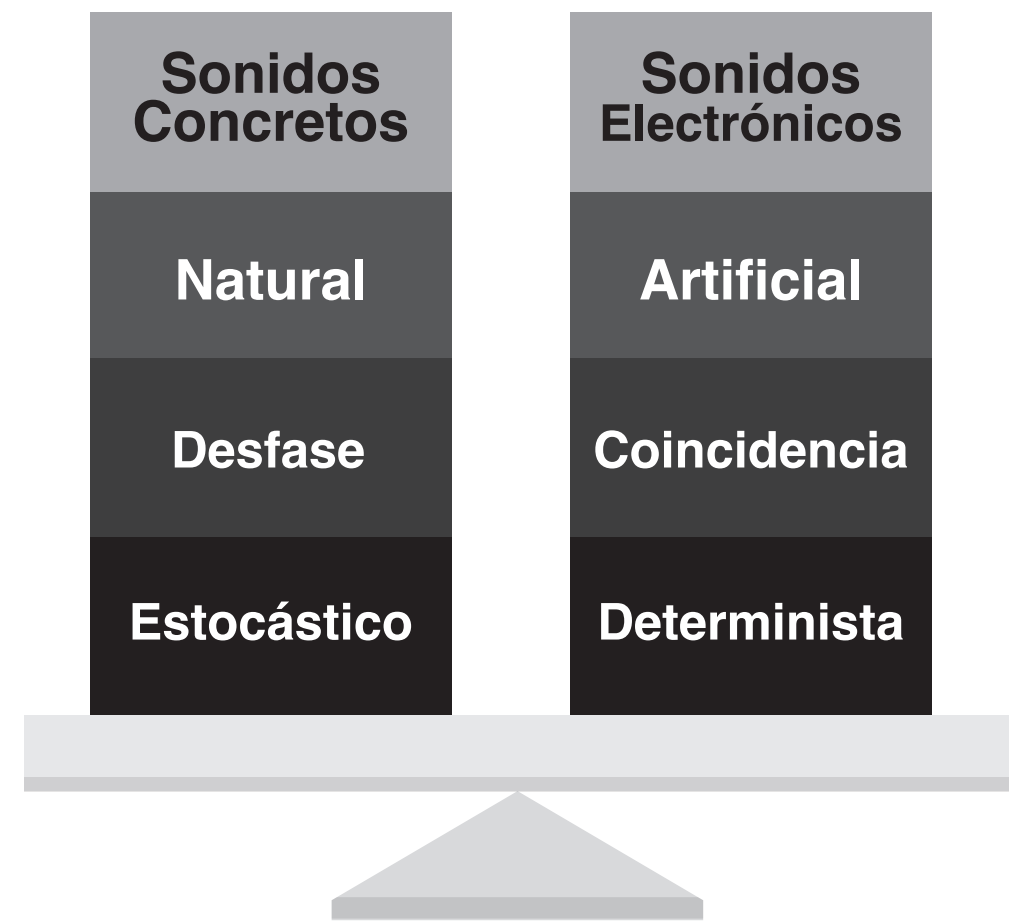 Sonidos
Concretos
Natural
Desfase
Estocástico
Sonidos
Electrónicos
Artificial
Coincidencia
Determinista